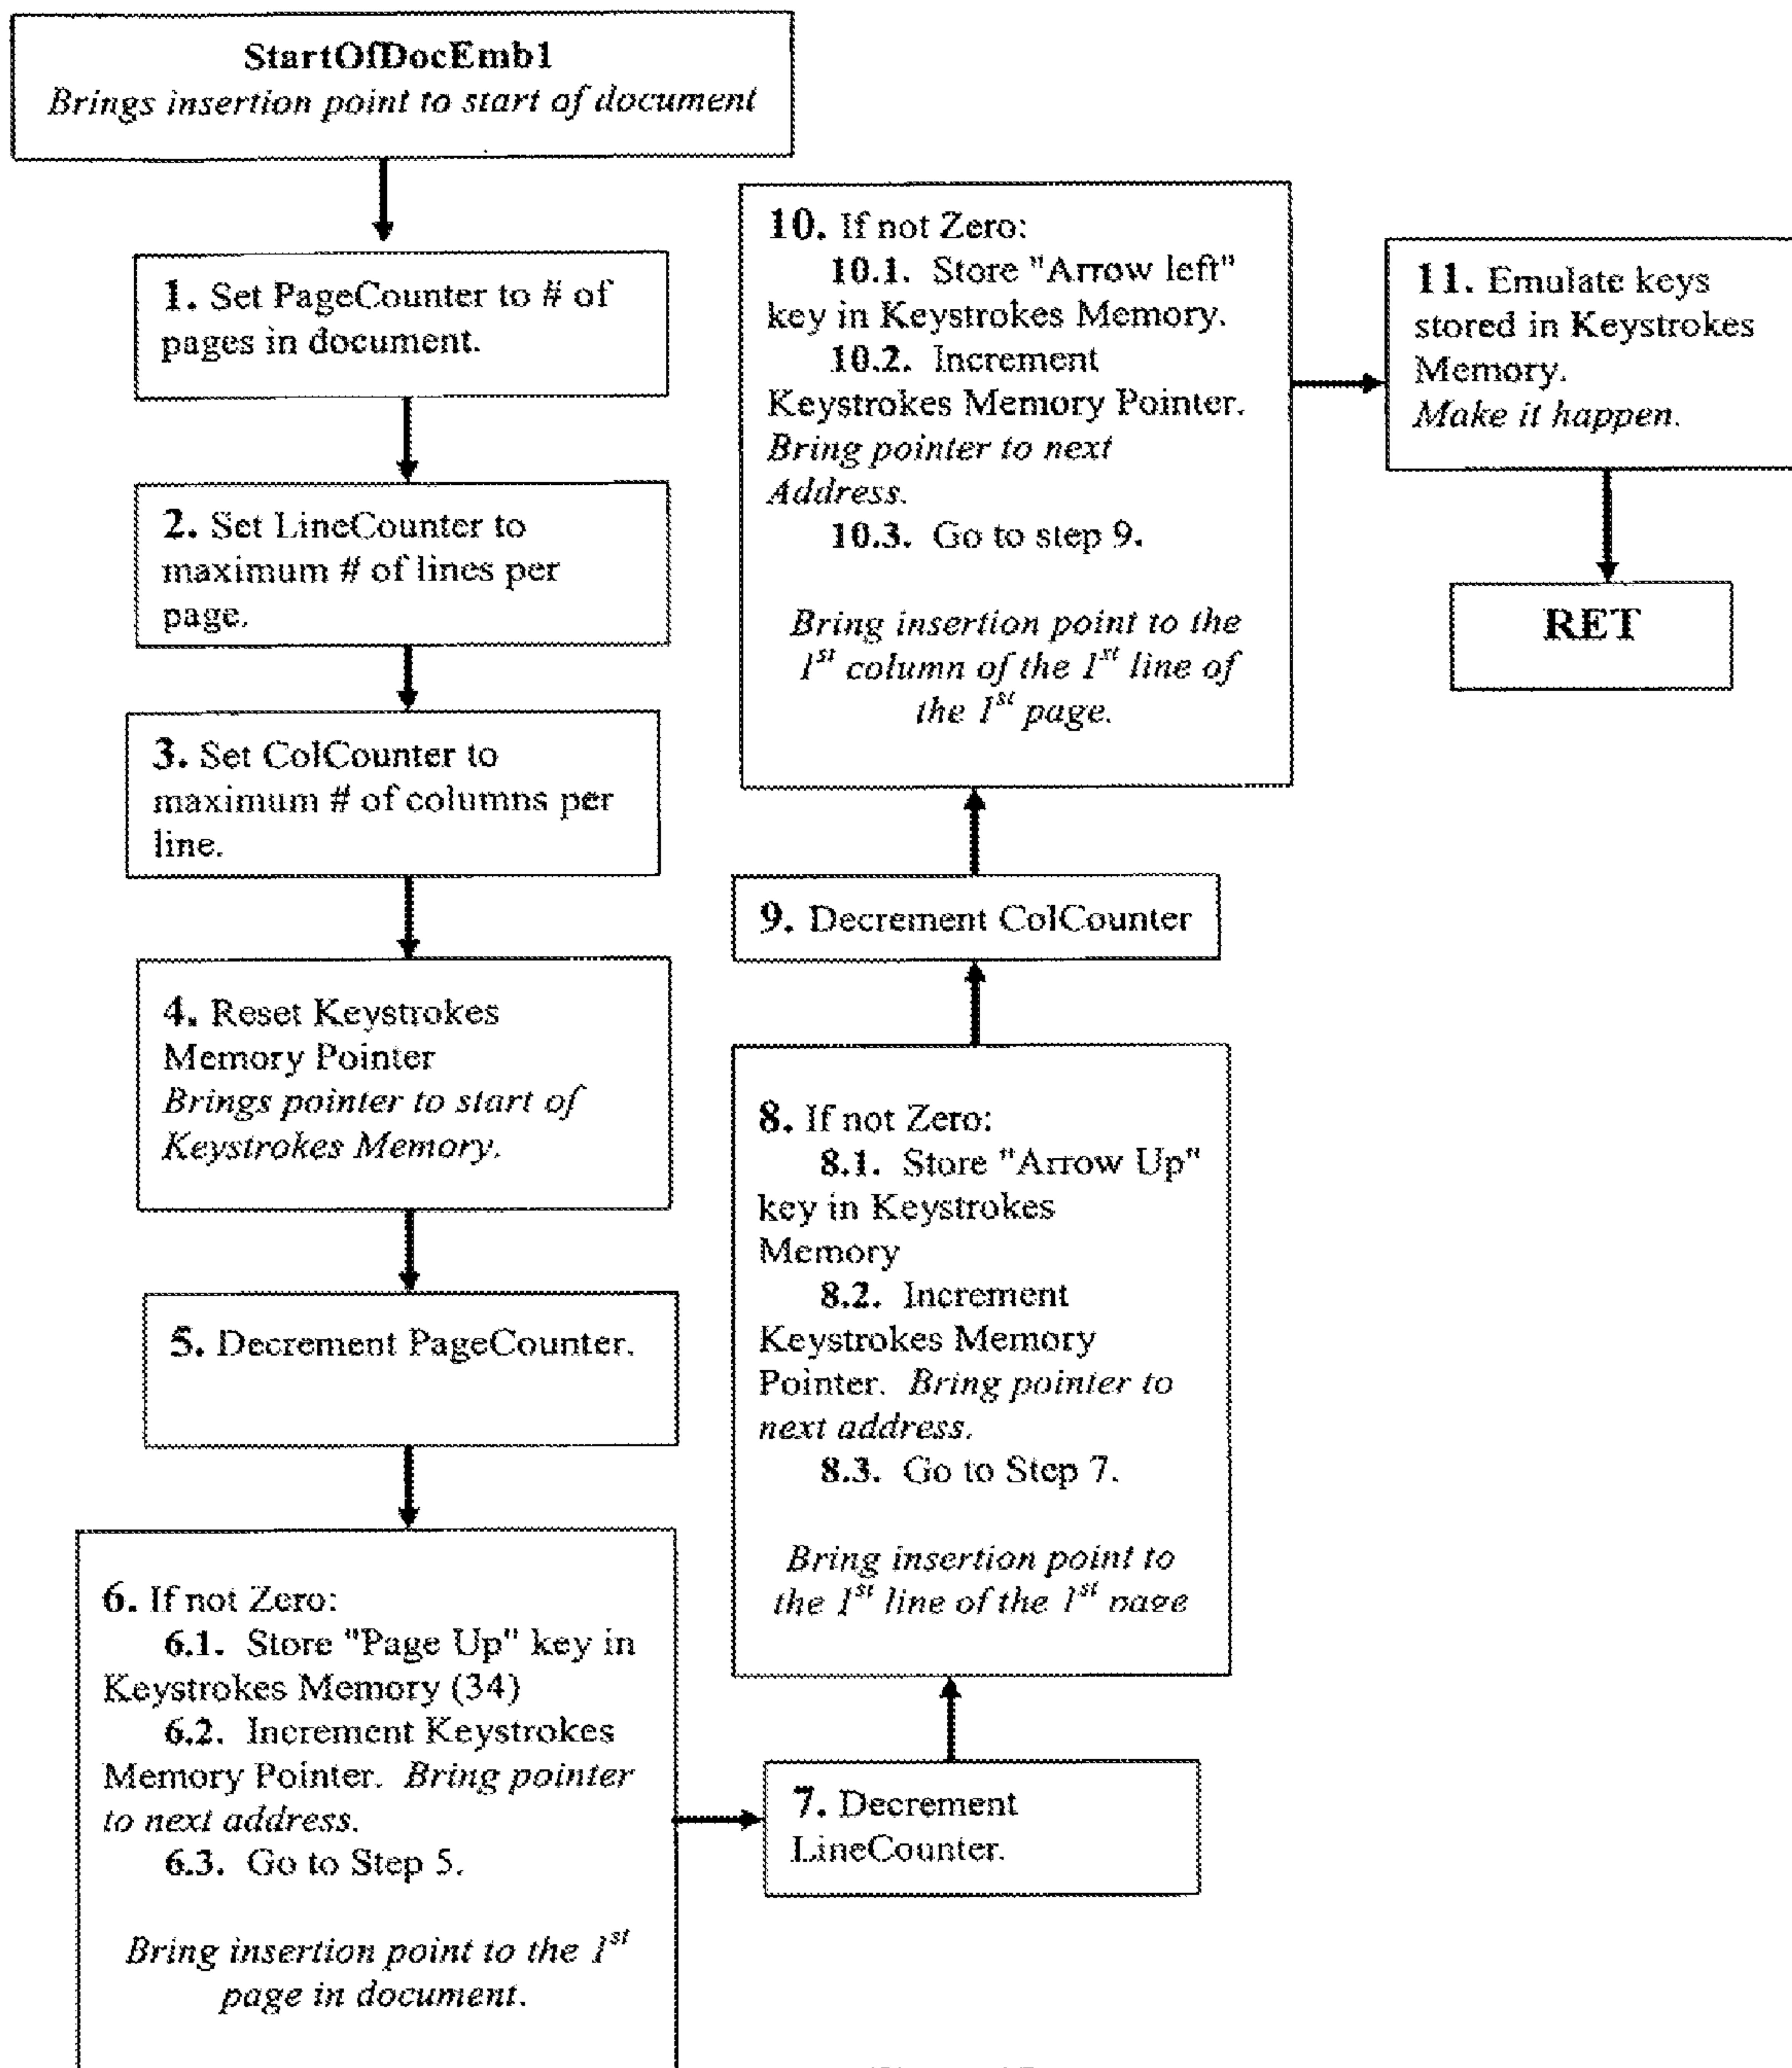 StartOfDocEmb1
Brings insertion point to start of document
1. Set PageCounter to # of
pages in document.
2. Set LineCounter to
maximum # of lines per
page.
3. Set ColCounter to
maximum # of columns per
line.
4. Reset Keystrokes
Memory Pointer
Brings pointer to start of
Keystrokes Memory.
5. Decrement PageCounter.
6. If not Zero:
6.1. Store "Page Up" key in
Keystrokes Memory (34)
6.2. Increment Keystrokes
Memory Pointer. Bring pointer
to next address.
6.3. Go to Step 5.
Bring insertion point to the 1st
page in document.
7. Decrement
LineCounter.
8. If not Zero:
8.1. Store "Arrow Up"
key in Keystrokes
Memory
8.2. Increment
Keystrokes Memory
Pointer. Bring pointer to
next address.
8.3. Go to Step 7.
Bring insertion point to
the 1st line of the 1st page
9. Decrement ColCounter
10. If not Zero:
10.1. Store "Arrow left"
key in Keystrokes Memory.
10.2. Increment
Keystrokes Memory Pointer.
Bring pointer to next
Address.
10.3. Go to step 9.
Bring insertion point to the
1st column of the 1st line of
the 1st page.
11. Emulate keys
stored in Keystrokes
Memory.
Make it happen.
RET